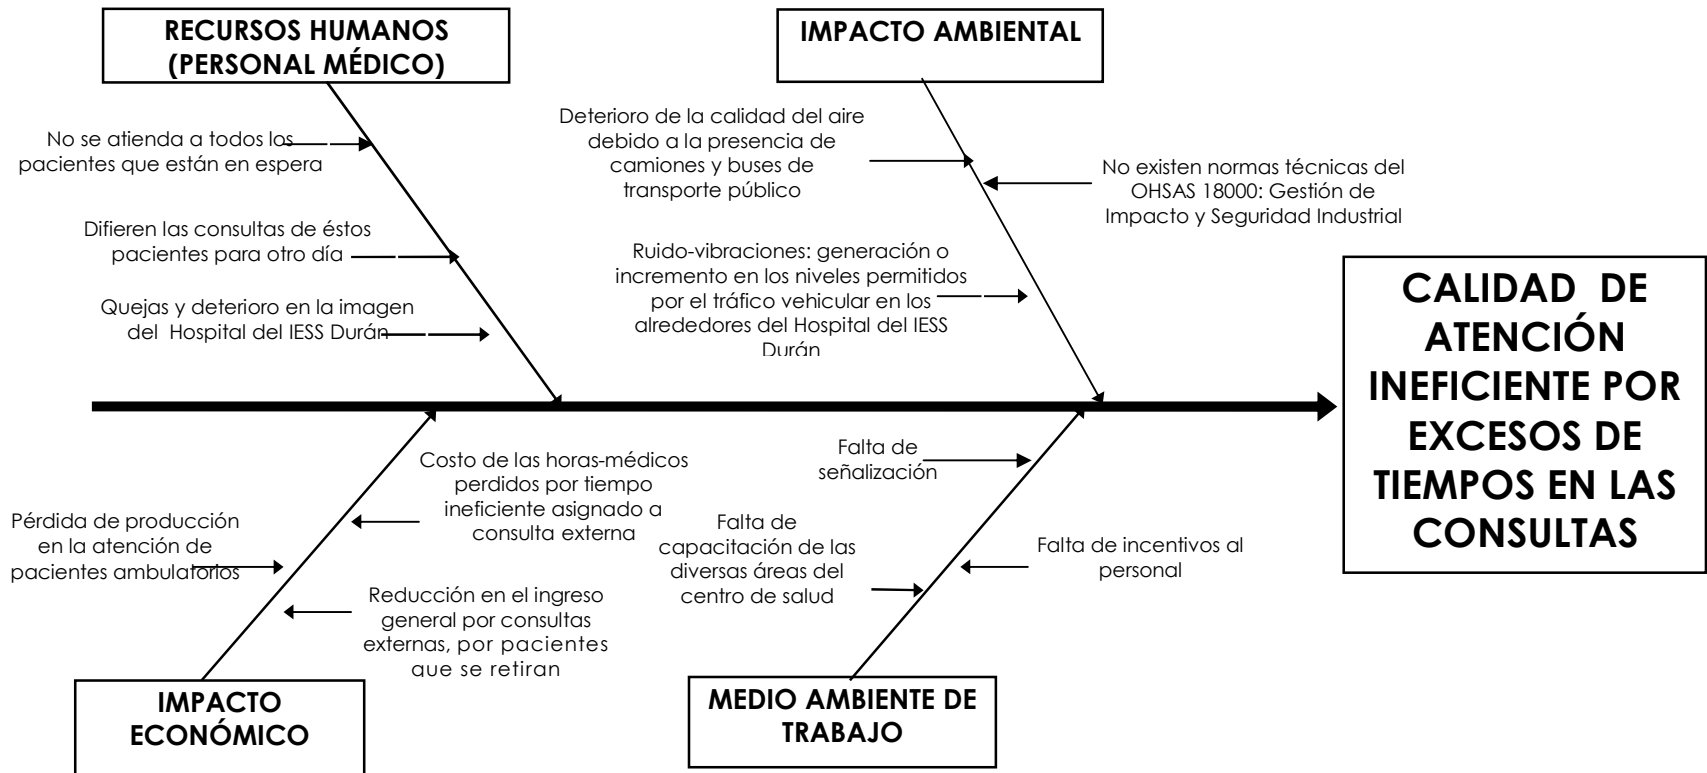 RECURSOS HUMANOS
(PERSONAL MÉDICO)
IMPACTO AMBIENTAL
No se atienda a todos los
pacientes que están en espera
Difieren las consultas de éstos
pacientes para otro día
Quejas y deterioro en la imagen
del Hospital del IESS Durán
Deterioro de la calidad del aire
debido a la presencia de
camiones y buses de
transporte público
No existen normas técnicas del
OHSAS 18000: Gestión de
Impacto y Seguridad Industrial
Ruido-vibraciones: generación o
incremento en los niveles permitidos
por el tráfico vehicular en los
alrededores del Hospital del IESS
Durán
CALIDAD DE
ATENCIÓN
INEFICIENTE POR
EXCESOS DE
TIEMPOS EN LAS
CONSULTAS
Costo de las horas-médicos
perdidos por tiempo
ineficiente asignado a
consulta externa
Pérdida de producción
en la atención de
pacientes ambulatorios
Reducción en el ingreso
general por consultas
externas, por pacientes
que se retiran
Falta de
señalización
Falta de
capacitación de las
diversas áreas del
centro de salud
Falta de incentivos al
personal
IMPACTO
ECONÓMICO
MEDIO AMBIENTE DE
TRABAJO